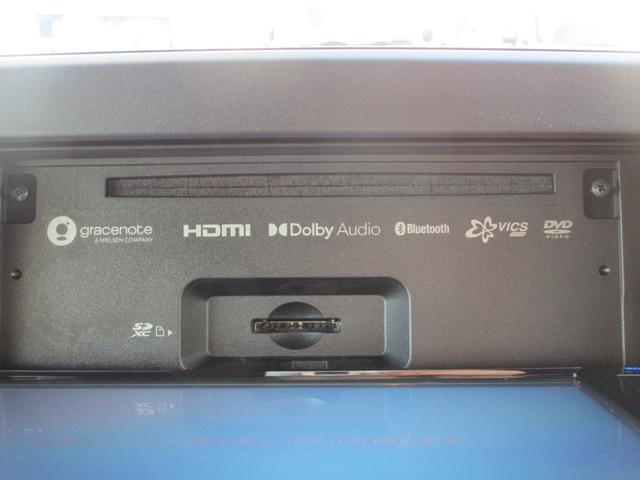 gracenote
A NIELSEN COMPANY
HDMI
Dolby Audio
Bluetooth
VICS
DVD
VIDEO
SD
XC